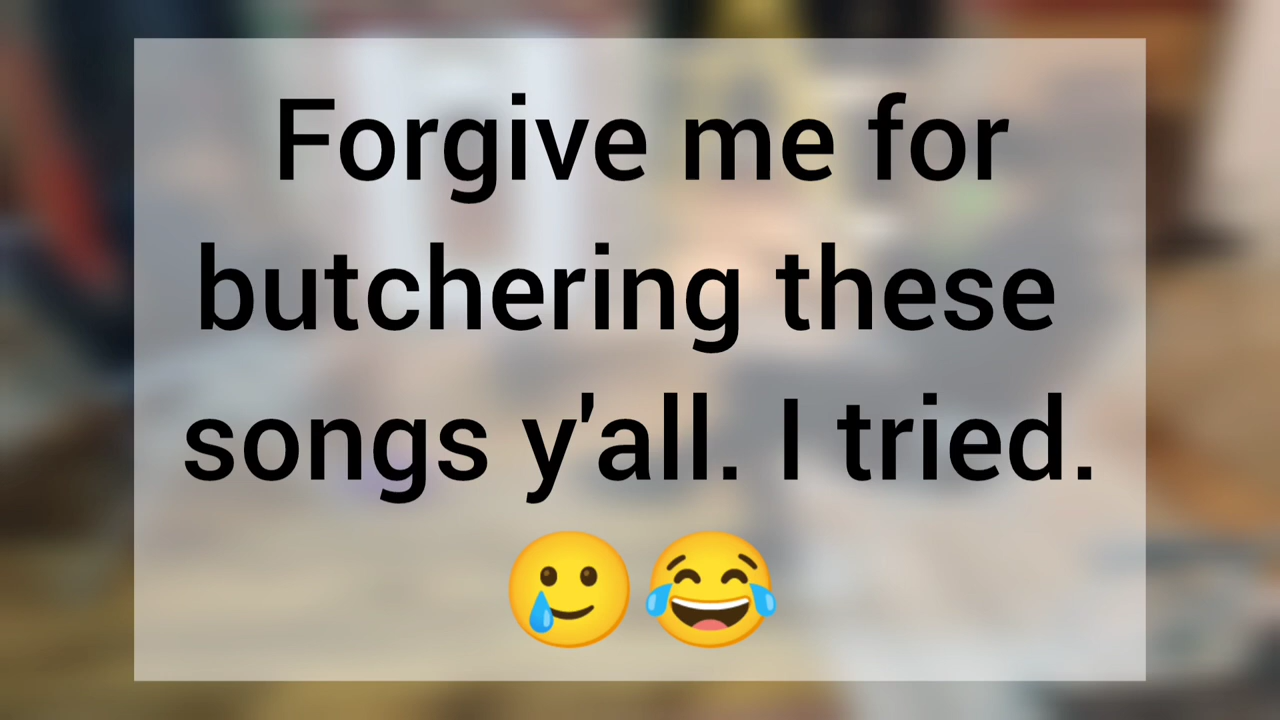 Forgive me for
butchering these
songs y'all. I tried.
🥲😂